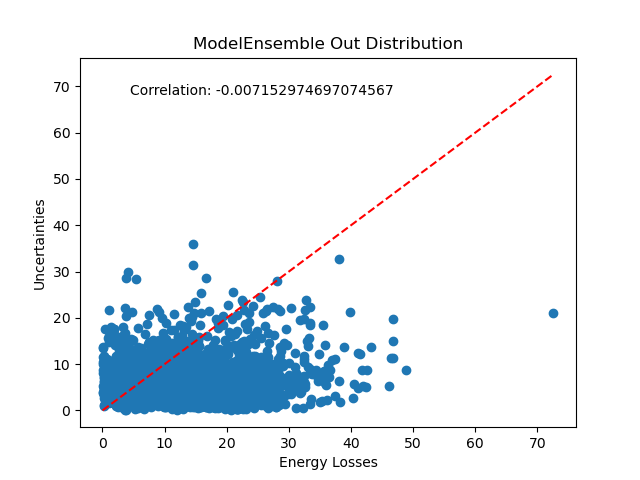 ModelEnsemble Out Distribution
Correlation: -0.007152974697074567
Uncertainties
70
60
50
40
30
20
10
0
0 10 20 30 40 50 60 70
Energy Losses